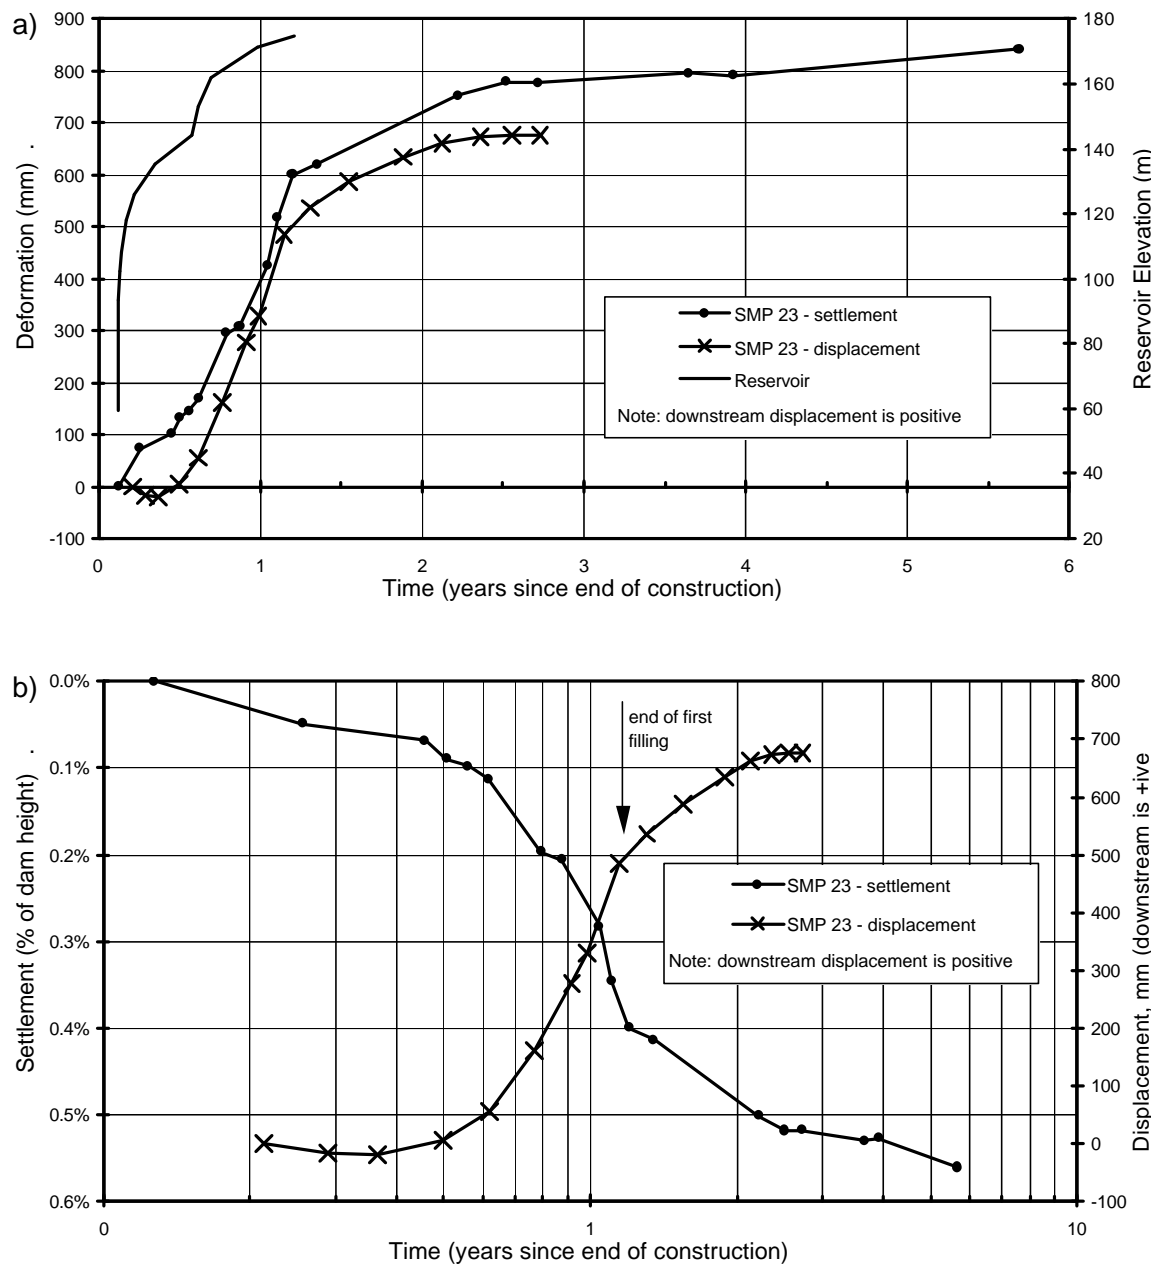 a)
900
800
700
600
500
400
300
200
100
0
-100
Deformation (mm) .
180
160
140
120
100
80
60
40
20
Reservoir Elevation (m)
SMP 23 - settlement
SMP 23 - displacement
Reservoir
Note: downstream displacement is positive
0 1 2 3 4 5 6
Time (years since end of construction)
b)
0.0%
0.1%
0.2%
0.3%
0.4%
0.5%
0.6%
Settlement (% of dam height) .
800
700
600
500
400
300
200
100
0
-100
Displacement, mm (downstream is +ive
end of first
filling
SMP 23 - settlement
SMP 23 - displacement
Note: downstream displacement is positive
0 1 10
Time (years since end of construction)